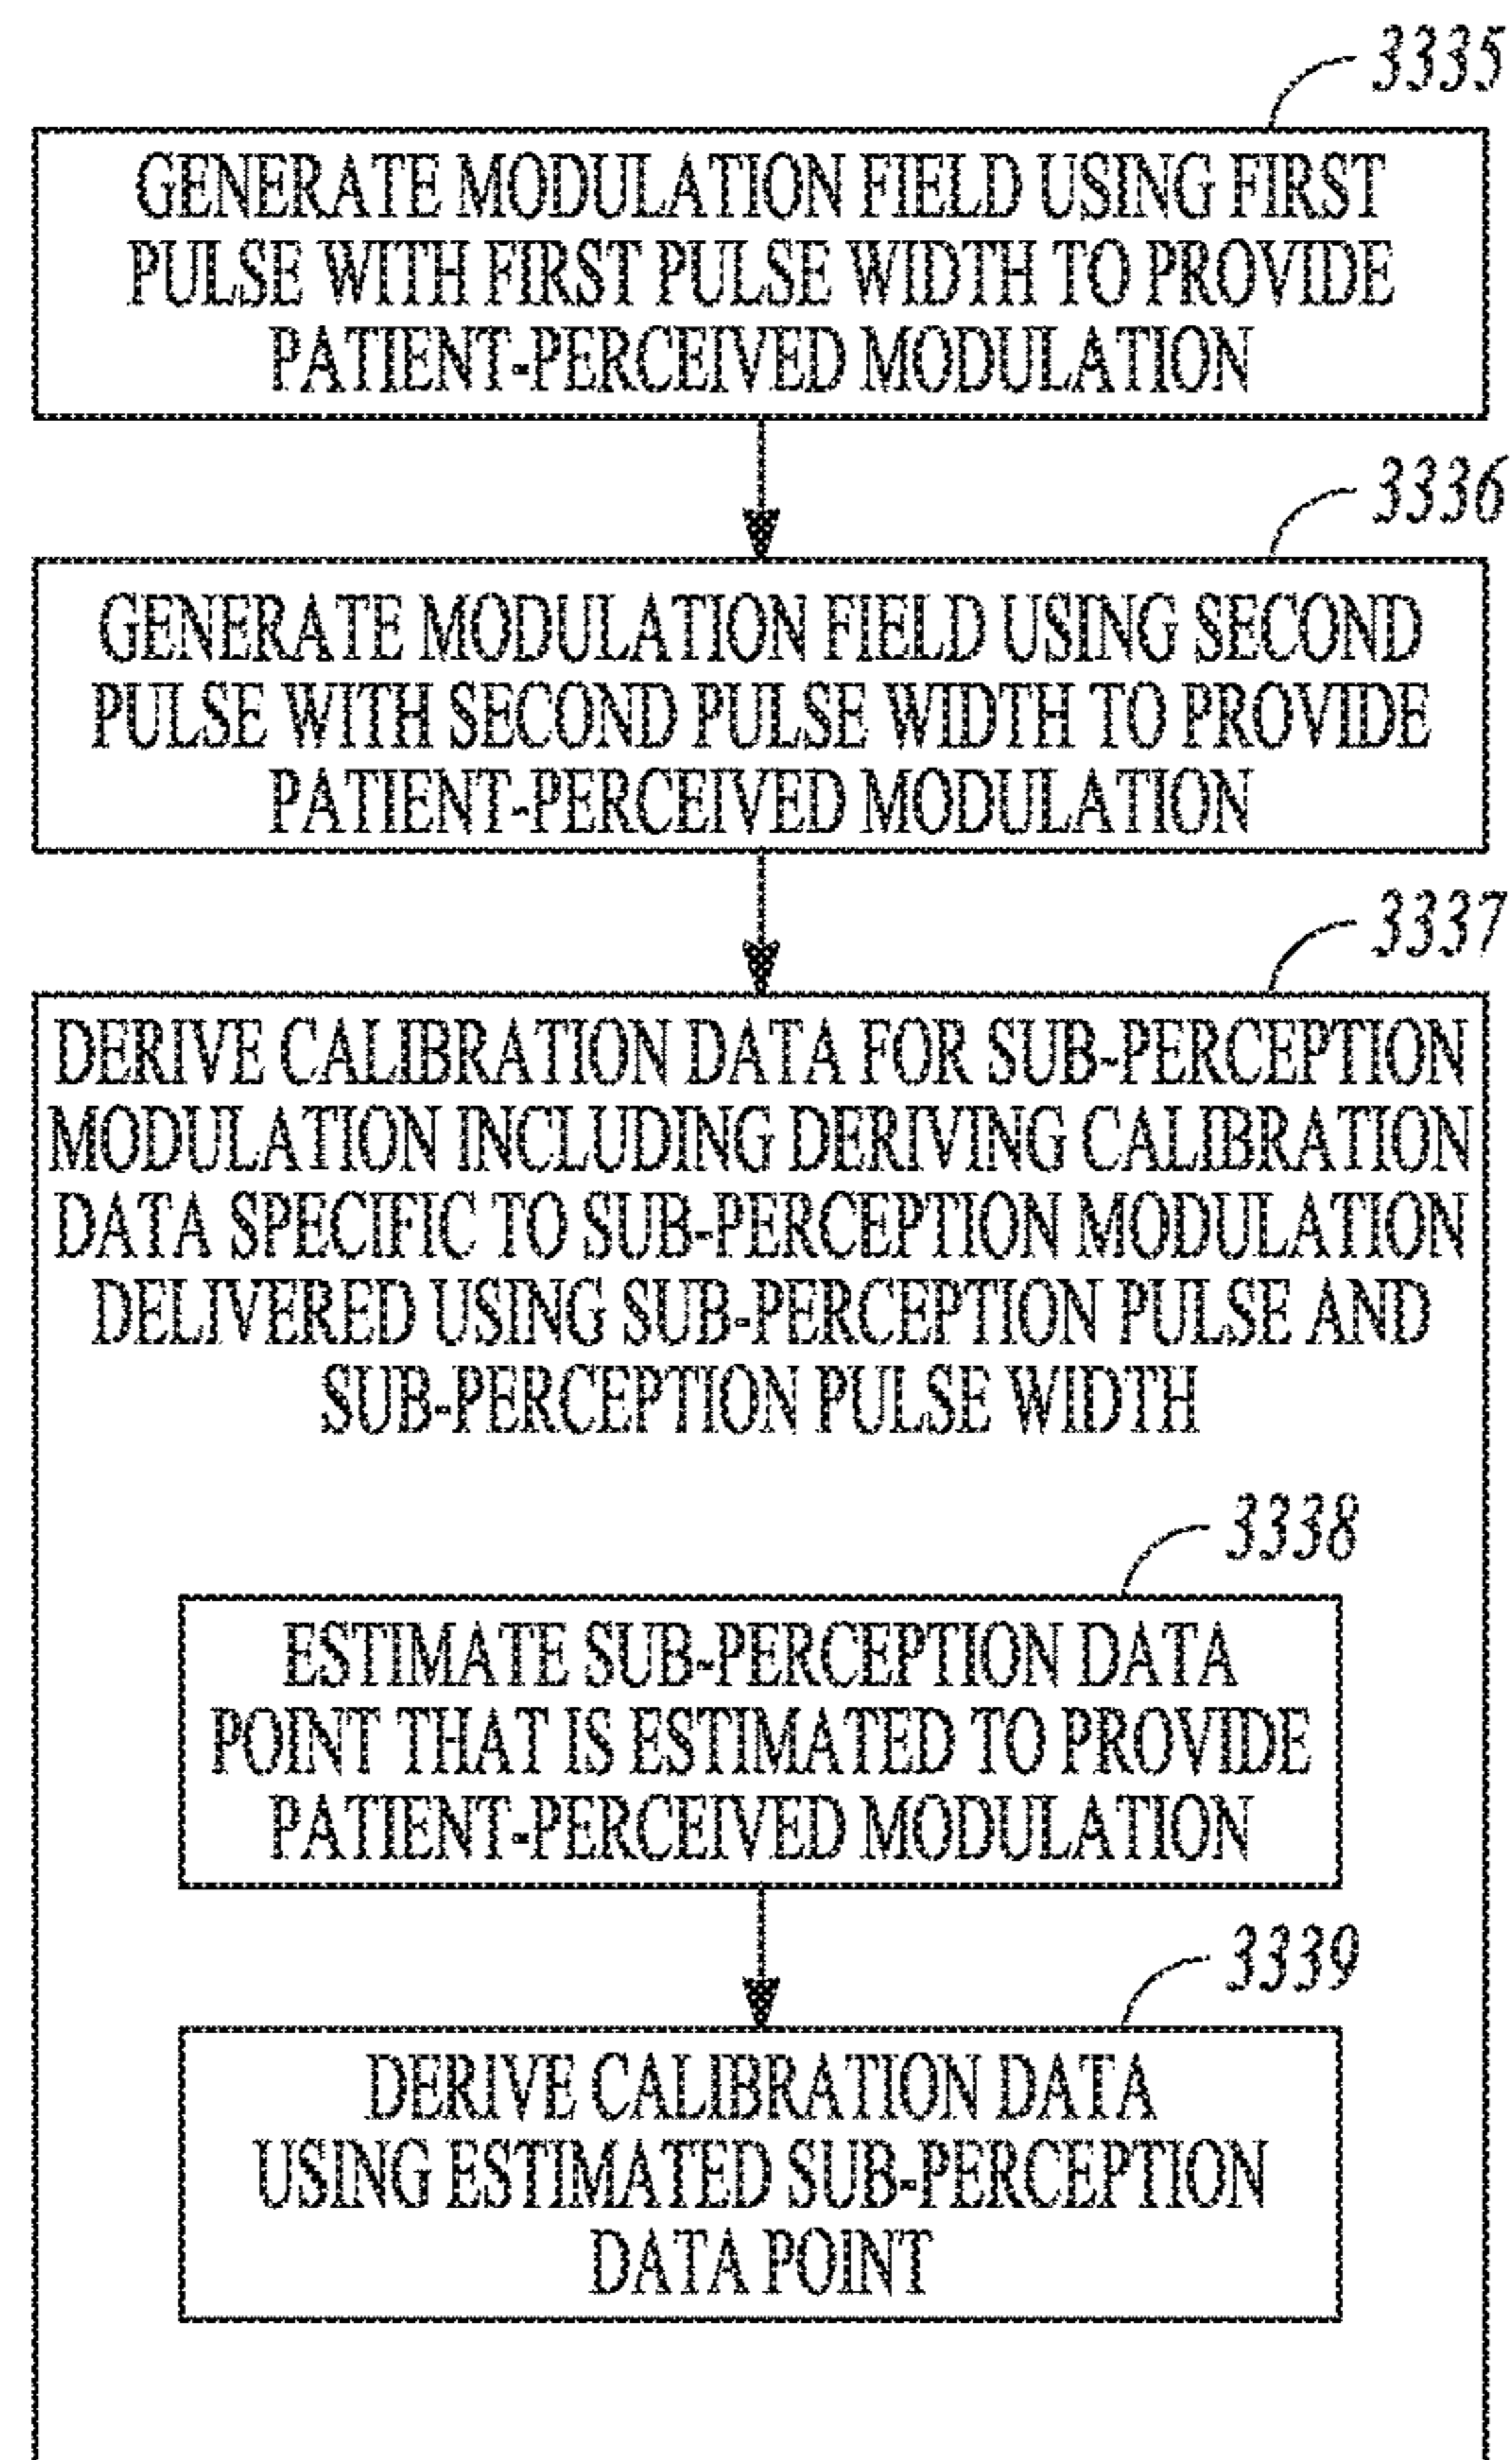 3335
GENERATE MODULATION FIELD USING FIRST
PULSE WITH FIRST PULSE WIDTH TO PROVIDE
PATIENT-PERCEIVED MODULATION
3336
GENERATE MODULATION FIELD USING SECOND
PULSE WITH SECOND PULSE WIDTH TO PROVIDE
PATIENT-PERCEIVED MODULATION
3337
DERIVE CALIBRATION DATA FOR SUB-PERCEPTION
MODULATION INCLUDING DERIVING CALIBRATION
DATA SPECIFIC TO SUB-PERCEPTION MODULATION
DELIVERED USING SUB-PERCEPTION PULSE AND
SUB-PERCEPTION PULSE WIDTH
3338
ESTIMATE SUB-PERCEPTION DATA
POINT THAT IS ESTIMATED TO PROVIDE
PATIENT-PERCEIVED MODULATION
3339
DERIVE CALIBRATION DATA
USING ESTIMATED SUB-PERCEPTION
DATA POINT